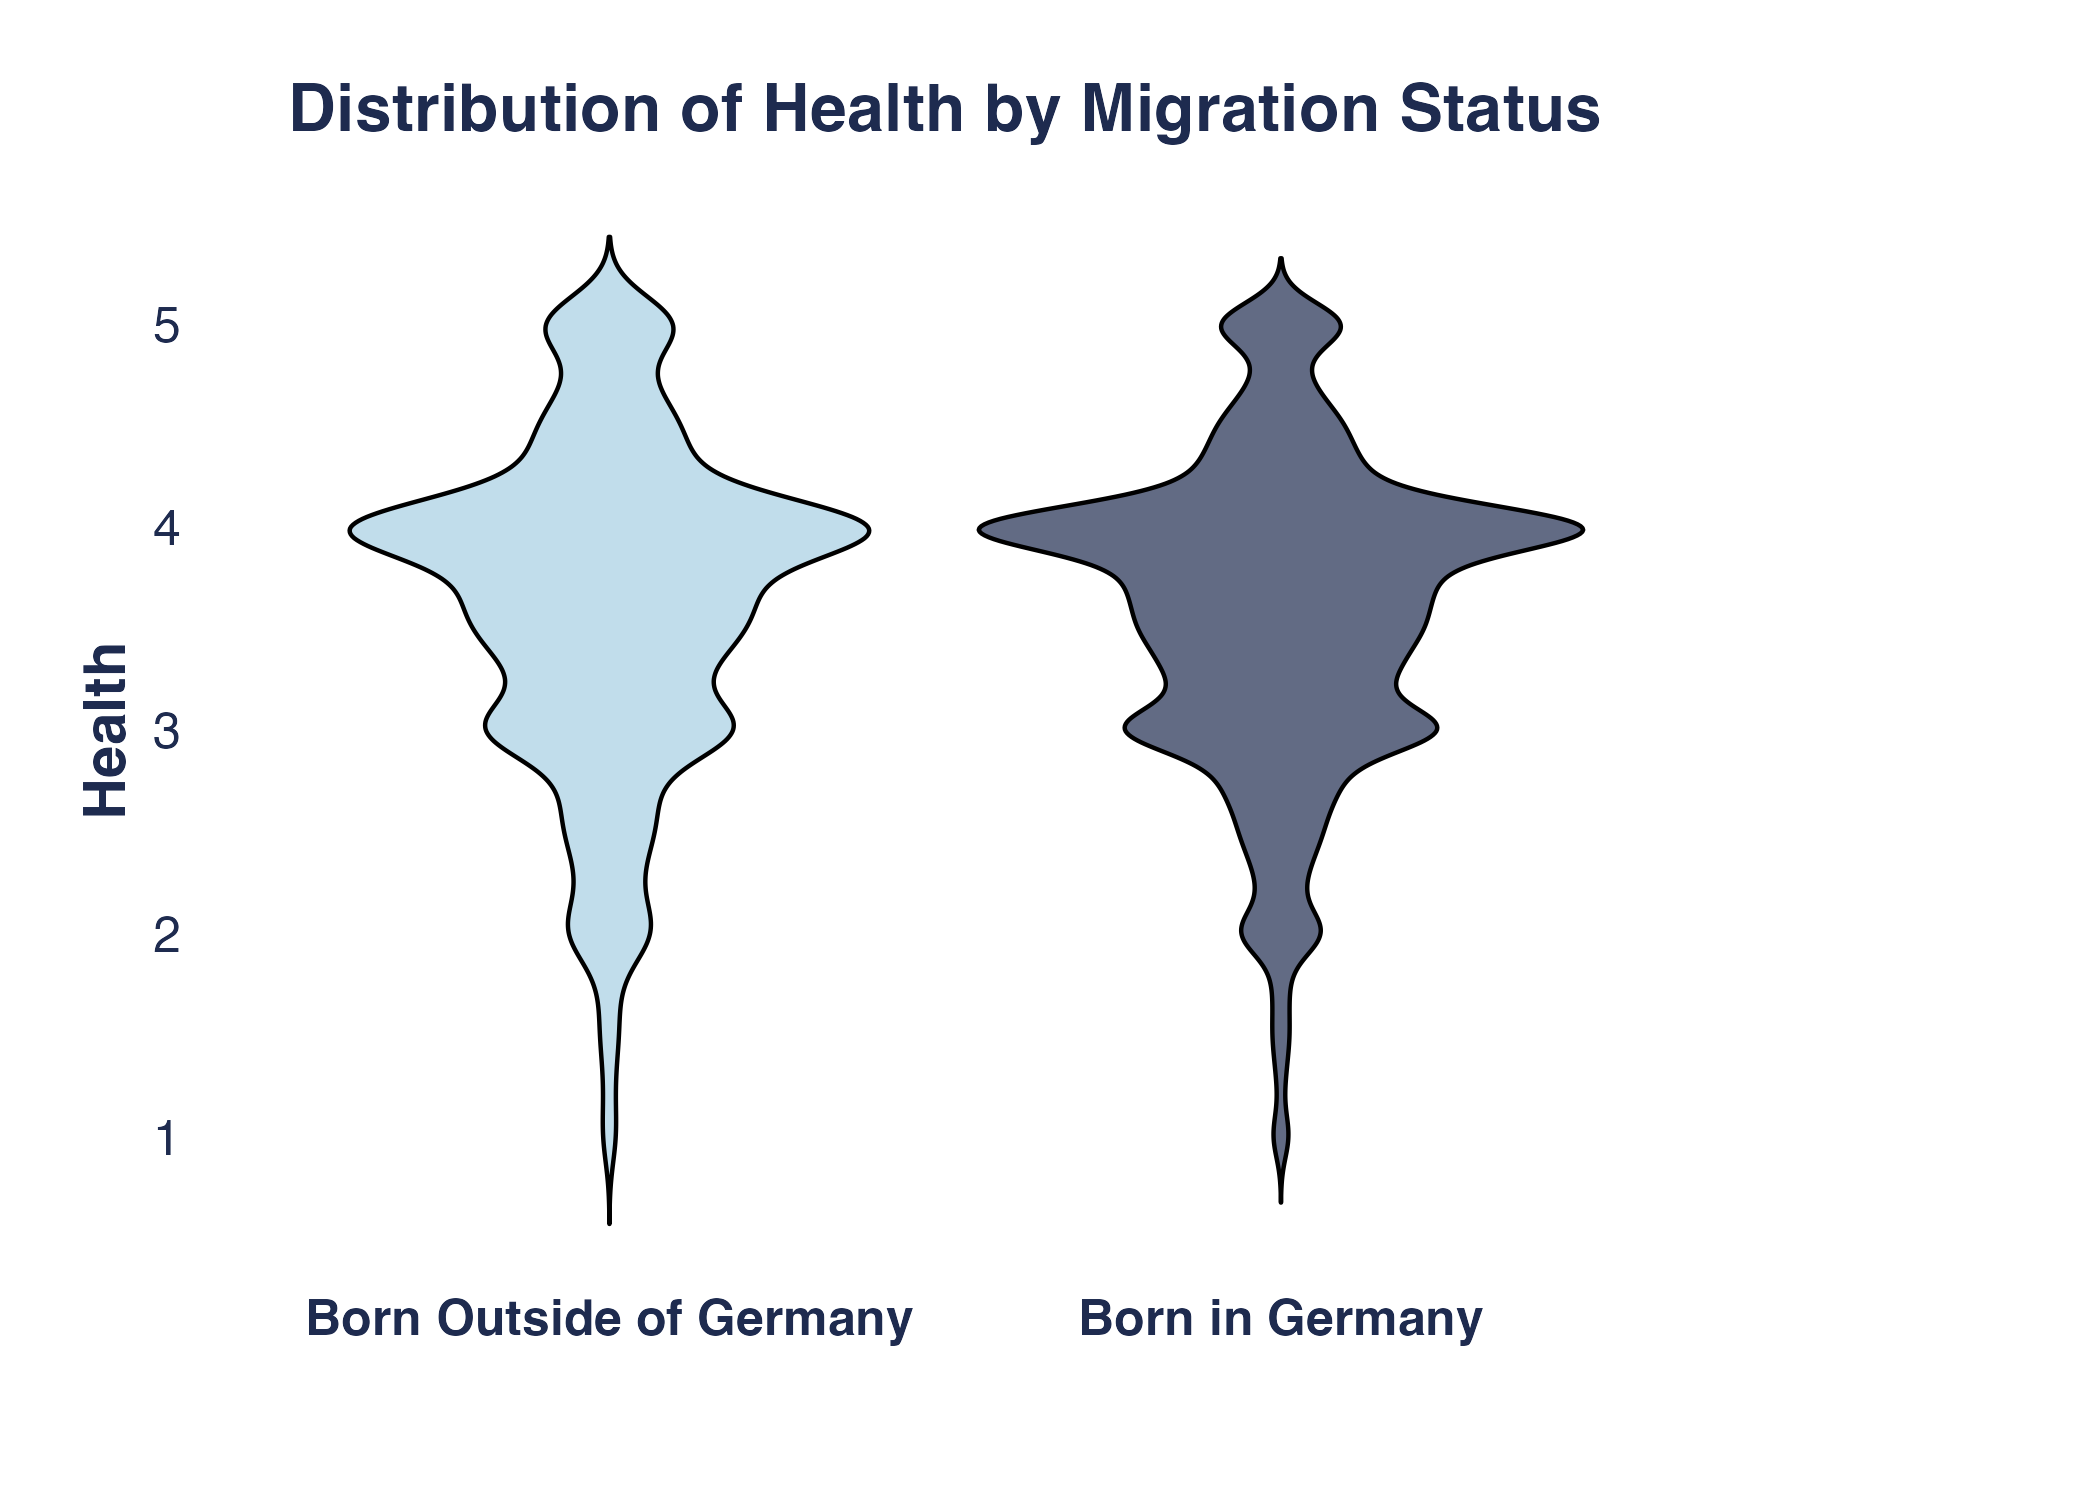 Distribution of Health by Migration Status
Health
5
4
3
2
1
Born Outside of Germany
Born in Germany